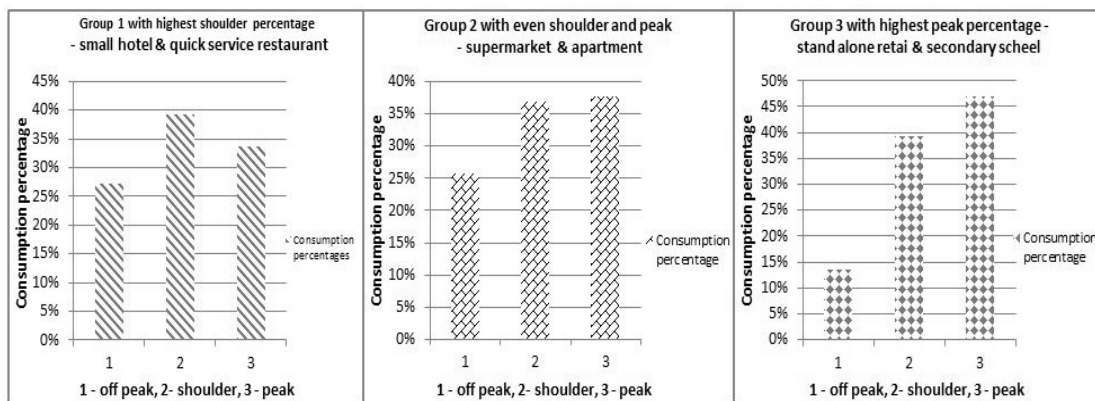 Group 1 with highest shoulder percentage
- small hotel & quick service restaurant
Consumption percentage
45%
40%
35%
30%
25%
20%
15%
10%
5%
0%
1
2
3
Consumption
percentages
1 - off peak, 2- shoulder, 3 - peak
Group 2 with even shoulder and peak
- supermarket & apartment
Consumption percentage
40%
35%
30%
25%
20%
15%
10%
5%
0%
1
2
3
Consumption
percentage
1 - off peak, 2- shoulder, 3 - peak
Group 3 with highest peak percentage -
stand alone retai & secondary scheel
Consumption percentage
50%
45%
40%
35%
30%
25%
20%
15%
10%
5%
0%
1
2
3
Consumption
percentage
1 - off peak, 2- shoulder, 3 - peak